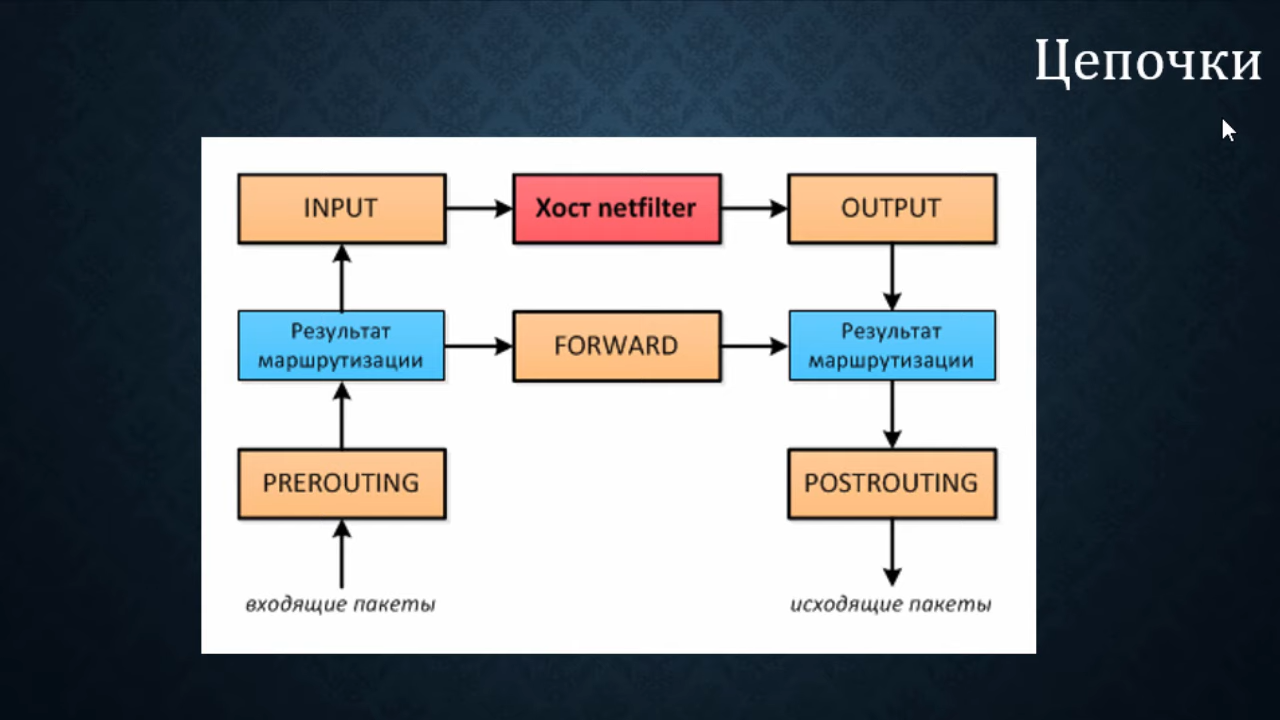 Цепочки
INPUT
Хост netfilter
OUTPUT
Результат
маршрутизации
FORWARD
Результат
маршрутизации
PREROUTING
POSTROUTING
входящие пакеты
исходящие пакеты